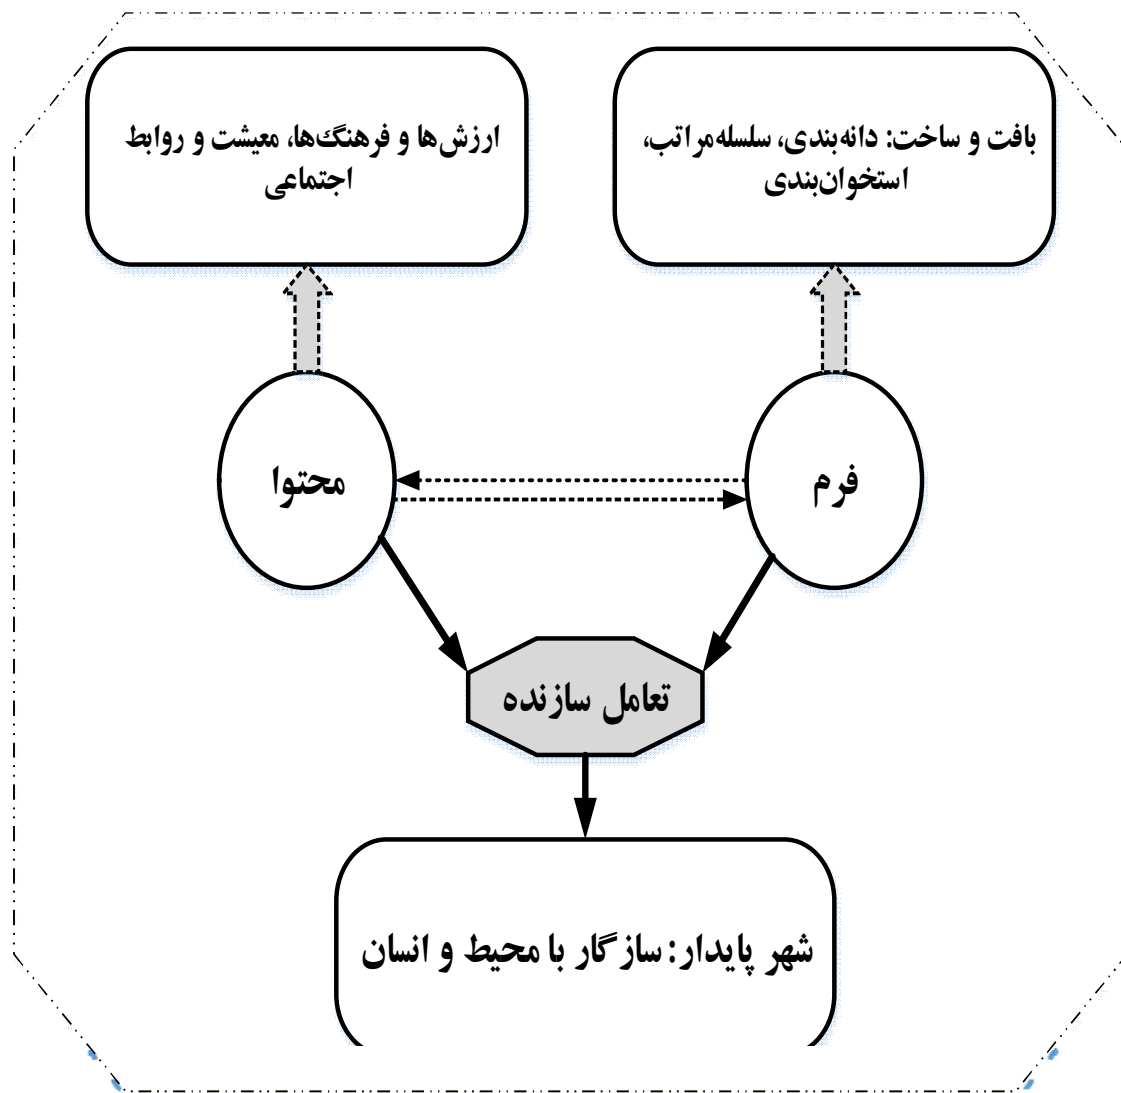 بافت و ساخت: دانه‌بندی، سلسله‌مراتب،
استخوان‌بندی
ارزش‌ها و فرهنگ‌ها، معیشت و روابط
اجتماعی
فرم
محتوا
تعامل سازنده
شهر پایدار: سازگار با محیط و انسان